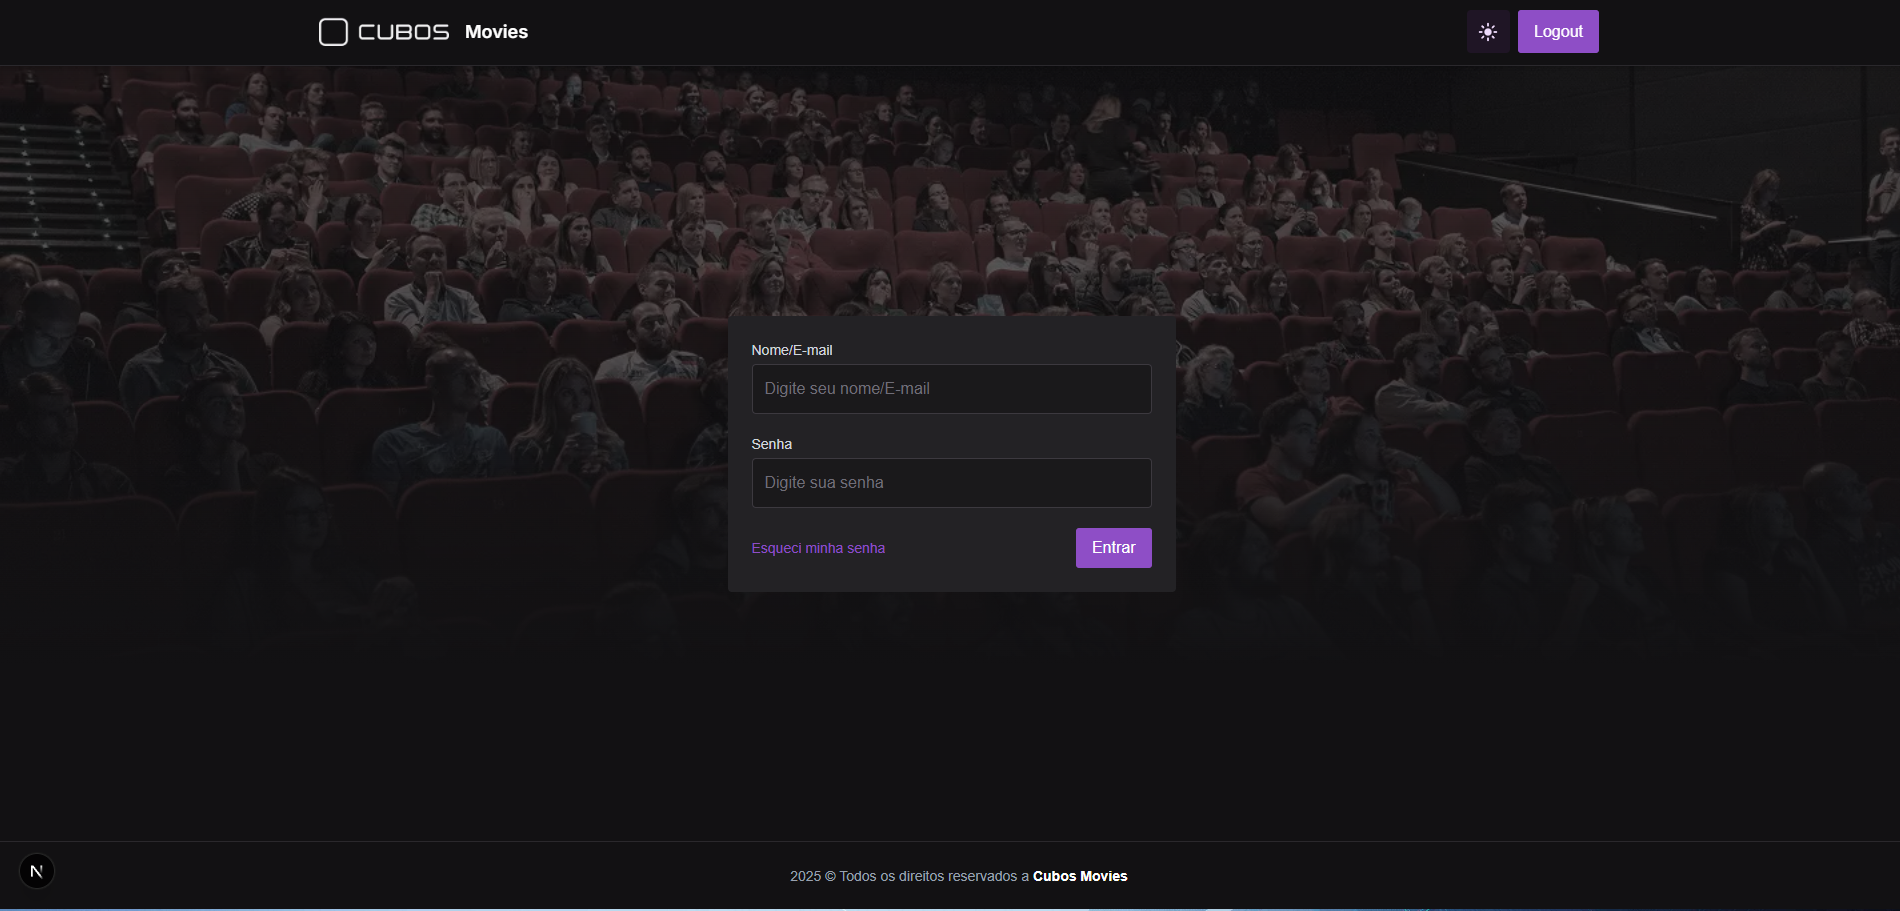 CUBOS Movies
Logout
Nome/E-mail
Digite seu nome/E-mail
Senha
Digite sua senha
Esqueci minha senha
Entrar
N
2025 © Todos os direitos reservados a Cubos Movies